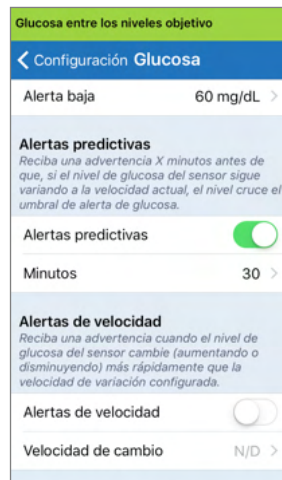 Glucosa entre los niveles objetivo
Configuración Glucosa
Alerta baja 60 mg/dL
Alertas predictivas
Reciba una advertencia X minutos antes de
que, si el nivel de glucosa del sensor sigue
variando a la velocidad actual, el nivel cruce el
umbral de alerta de glucosa.
Alertas predictivas
Minutos 30
Alertas de velocidad
Reciba una advertencia cuando el nivel de
glucosa del sensor cambie (aumentando o
disminuyendo) más rápidamente que la
velocidad de variación configurada.
Alertas de velocidad
Velocidad de cambio N/D